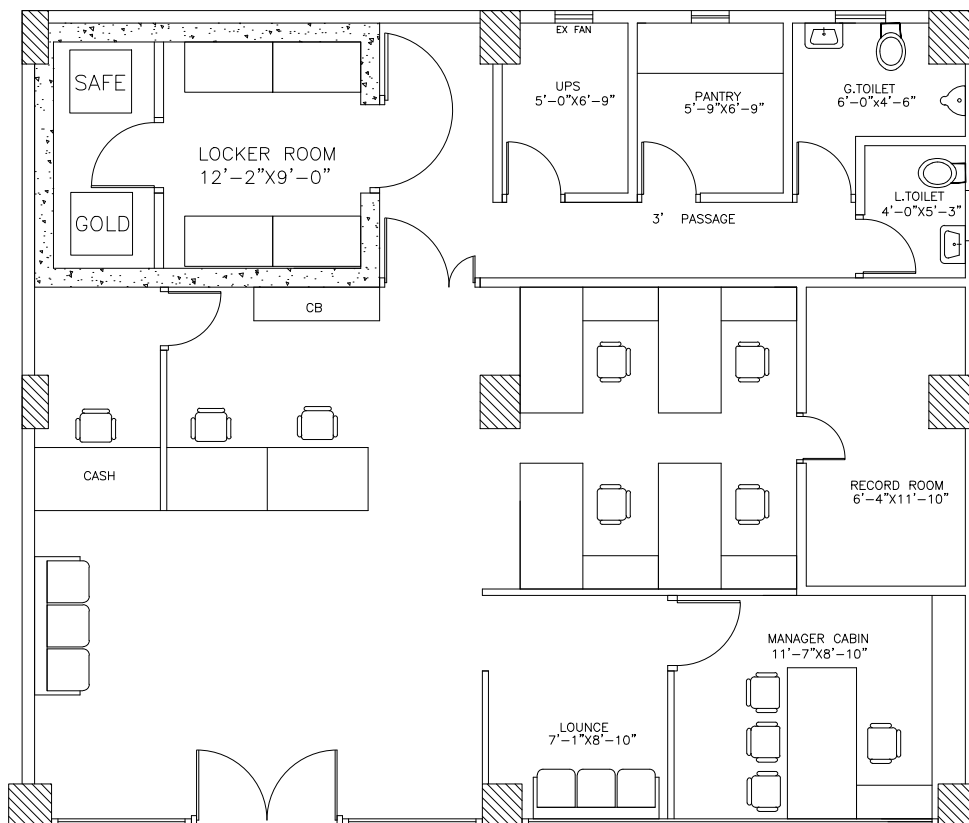 EX FAN
SAFE
UPS
5'-0"X6'-9"
PANTRY
5'-9"X6'-9"
G.TOILET
6'-0"x4'-6"
LOCKER ROOM
12'-2"X9'-0"
GOLD
3' PASSAGE
L.TOILET
4'-0"X5'-3"
CB
CASH
RECORD ROOM
6'-4"X11'-10"
MANAGER CABIN
11'-7"X8'-10"
LOUNCE
7'-1"X8'-10"